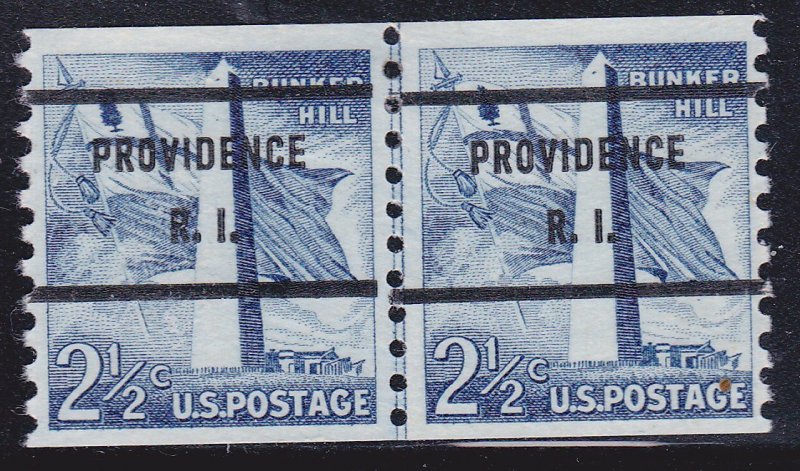 BUNKER
HILL
PROVIDENCE
R. I.
2½c
U.S.POSTAGE
BUNKER
HILL
PROVIDENCE
R. I.
2½c
U.S.POSTAGE